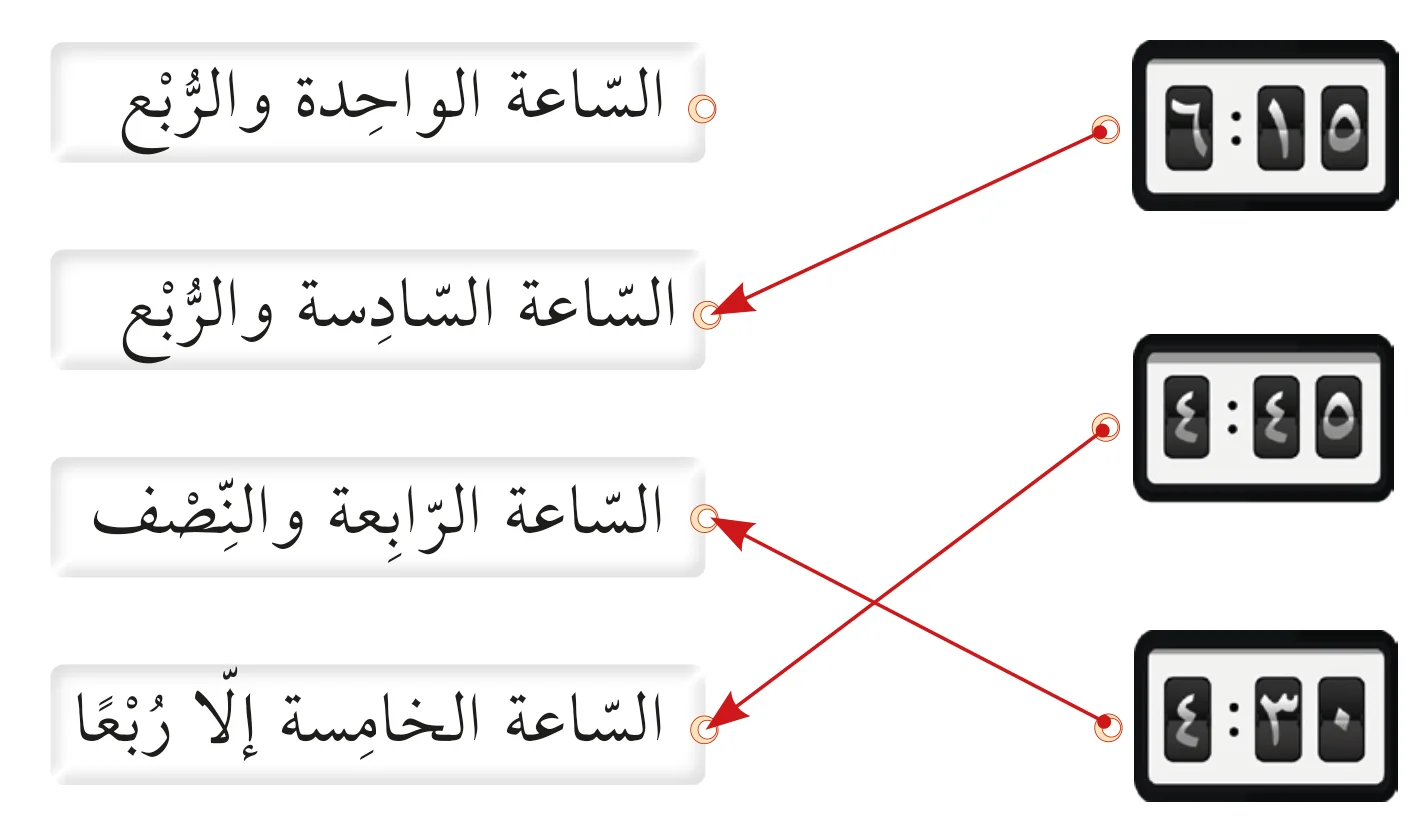 السّاعة الواحِدة والرُّبْع
٦:١٥
السّاعة السّادِسة والرُّبْع
٤:٤٥
السّاعة الرّابِعة والنِّصْف
السّاعة الخامِسة إلّا رُبْعًا
٤:٣٠